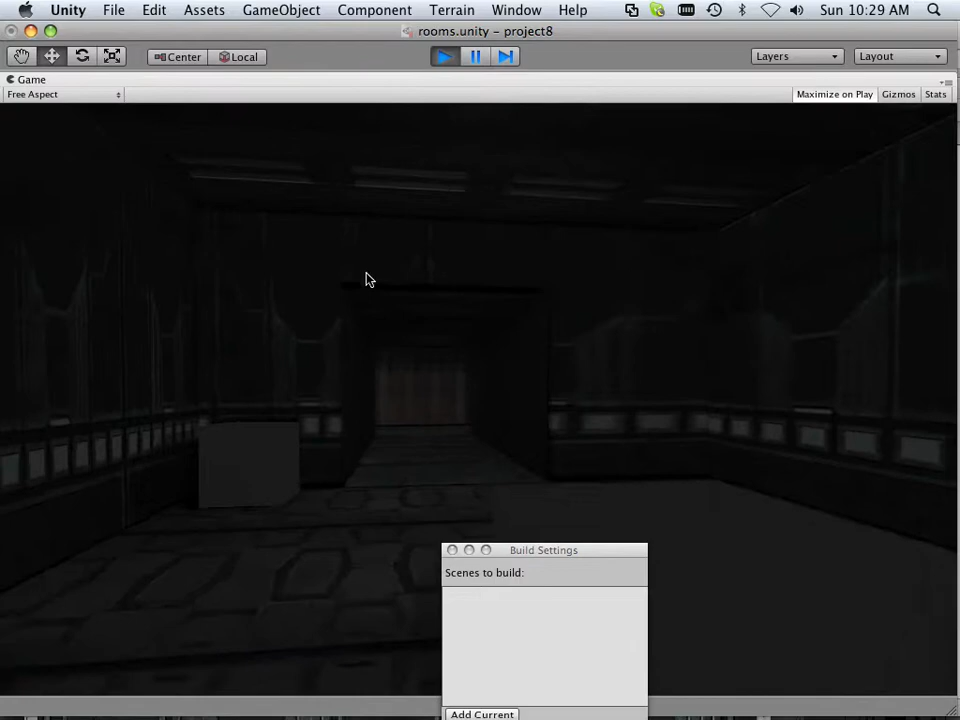 Unity File Edit Assets GameObject Component Terrain Window Help Sun 10:29 AM
rooms.unity – project8
Center Local Layers Layout
Game
Free Aspect Maximize on Play Gizmos Stats
Build Settings
Scenes to build:
Add Current